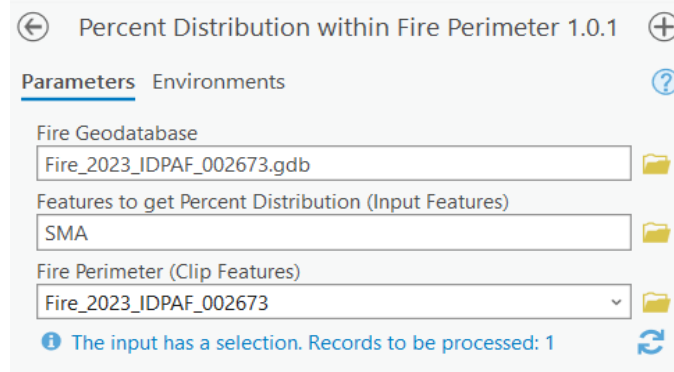 Percent Distribution within Fire Perimeter 1.0.1
Parameters Environments
Fire Geodatabase
Fire_2023_IDPAF_002673.gdb
Features to get Percent Distribution (Input Features)
SMA
Fire Perimeter (Clip Features)
Fire_2023_IDPAF_002673
The input has a selection. Records to be processed: 1